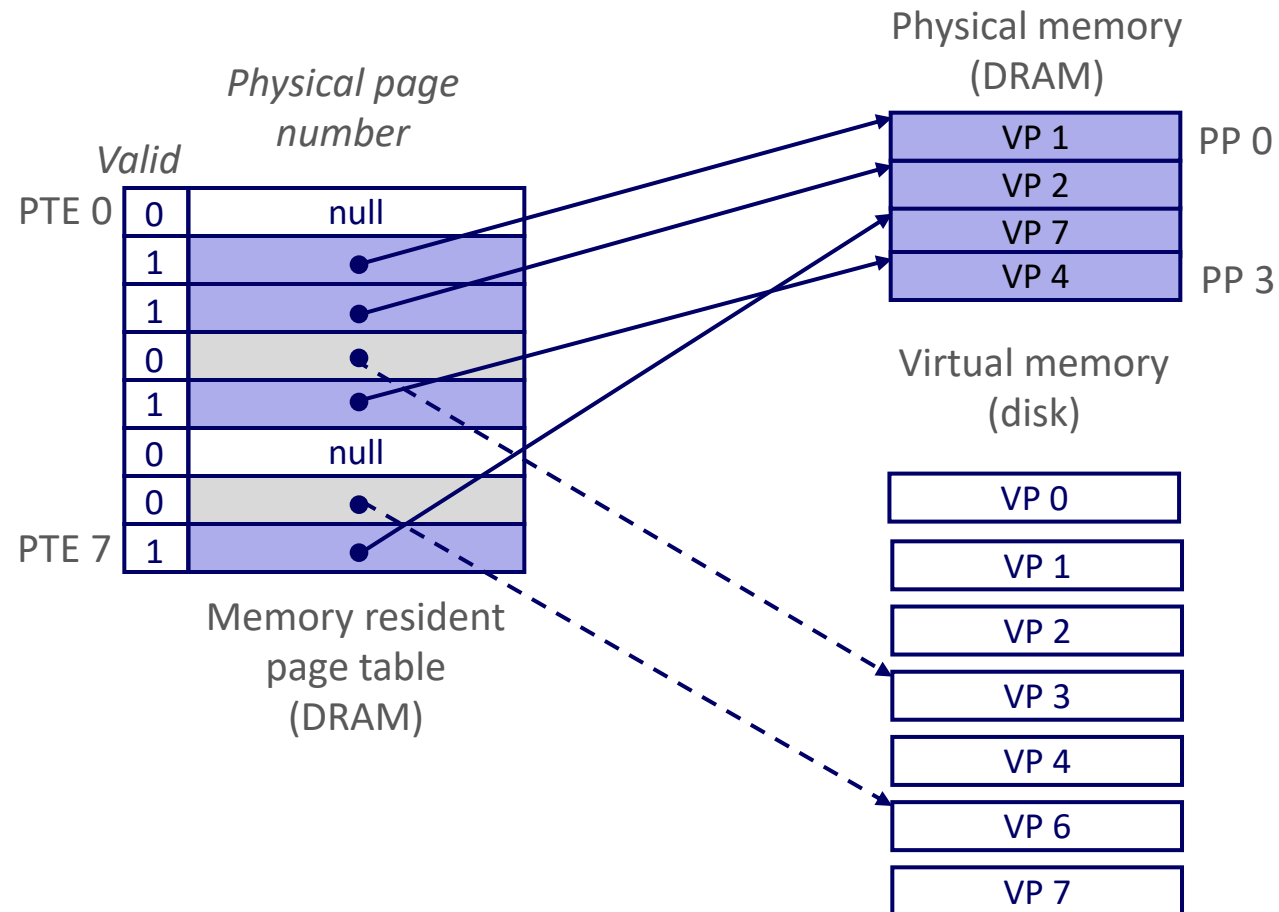 Physical page
number
Valid
PTE 0
0
null
1
1
0
1
0
null
0
PTE 7
1
Memory resident
page table
(DRAM)
Physical memory
(DRAM)
VP 1
PP 0
VP 2
VP 7
VP 4
PP 3
Virtual memory
(disk)
VP 0
VP 1
VP 2
VP 3
VP 4
VP 6
VP 7